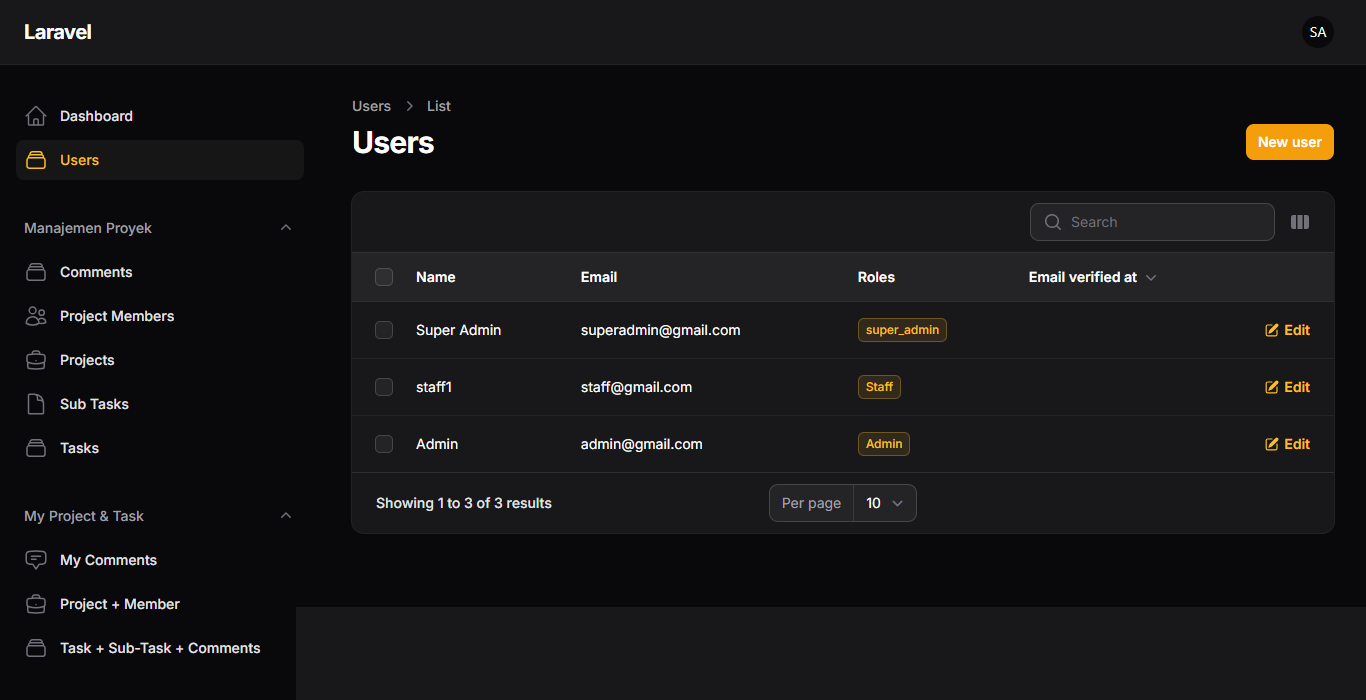 Laravel
SA
Dashboard
Users
Manajemen Proyek
Comments
Project Members
Projects
Sub Tasks
Tasks
My Project & Task
My Comments
Project + Member
Task + Sub-Task + Comments
Users > List
Users
New user
Search
Name Email Roles Email verified at
Super Admin superadmin@gmail.com super_admin Edit
staff1 staff@gmail.com Staff Edit
Admin admin@gmail.com Admin Edit
Showing 1 to 3 of 3 results Per page 10